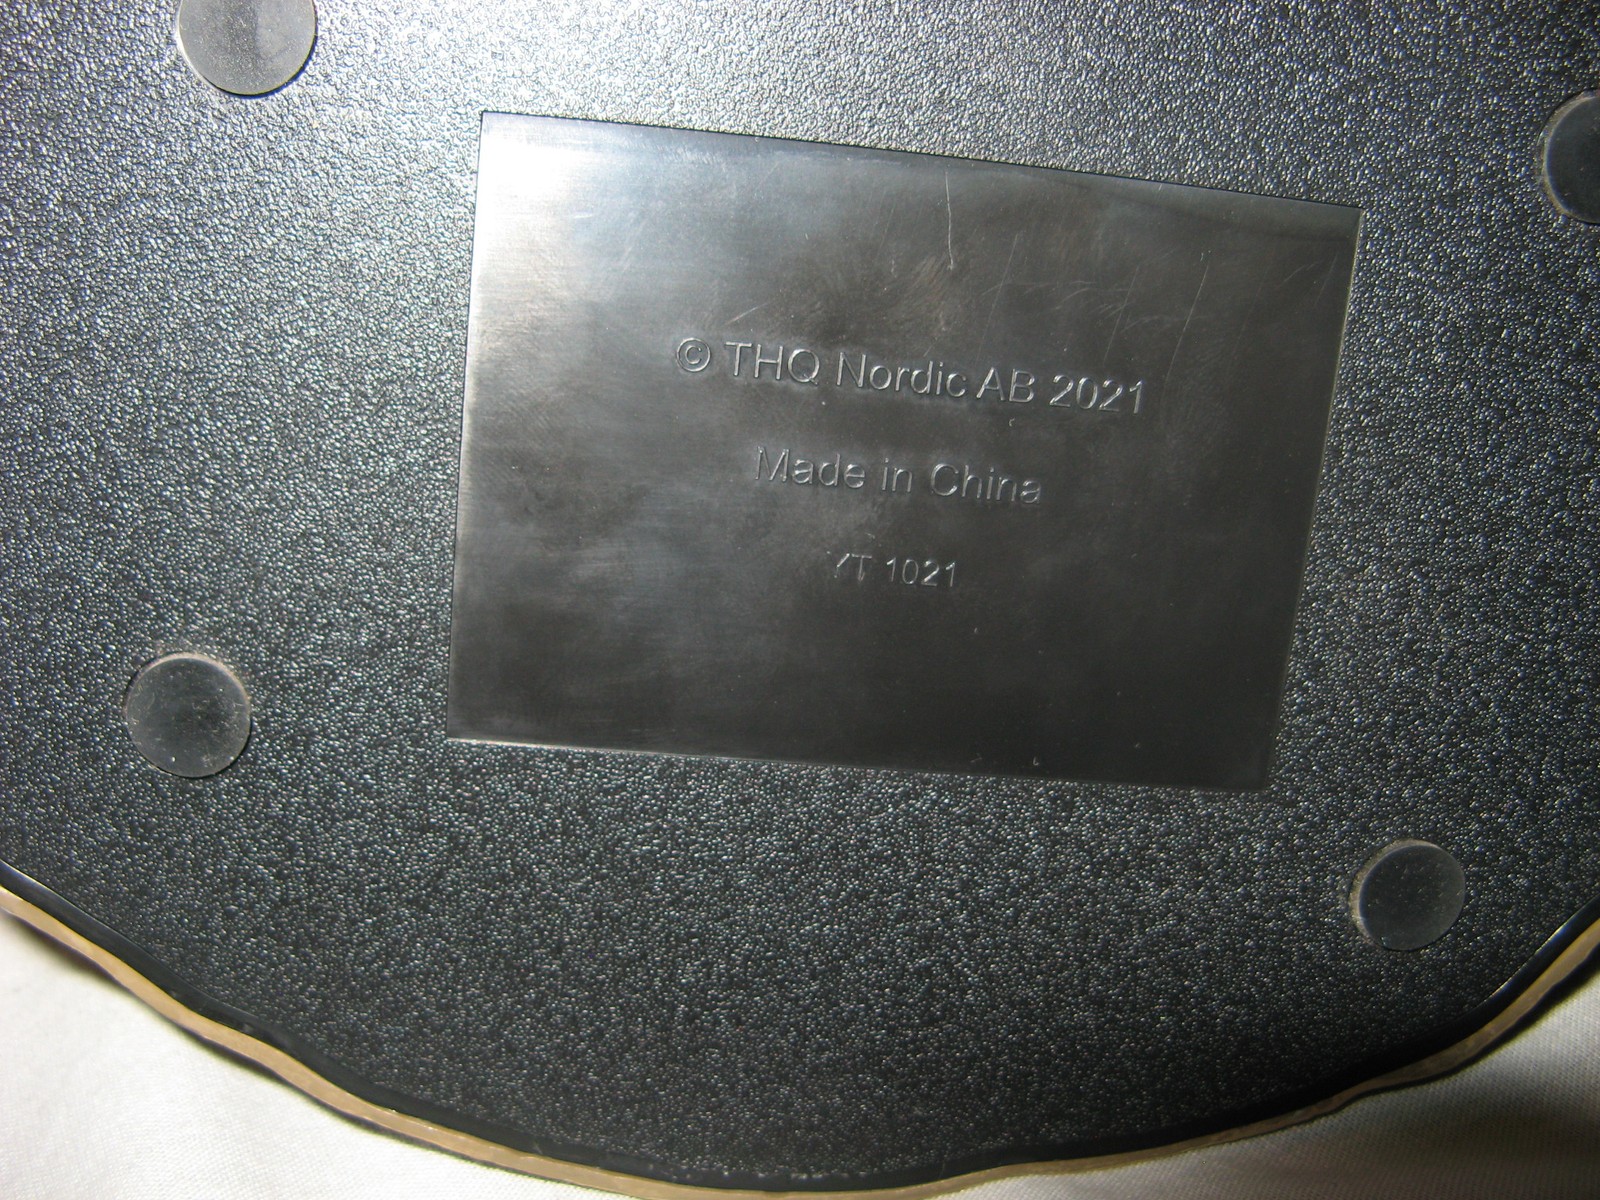 © THQ Nordic AB 2021
Made in China
YT 1021